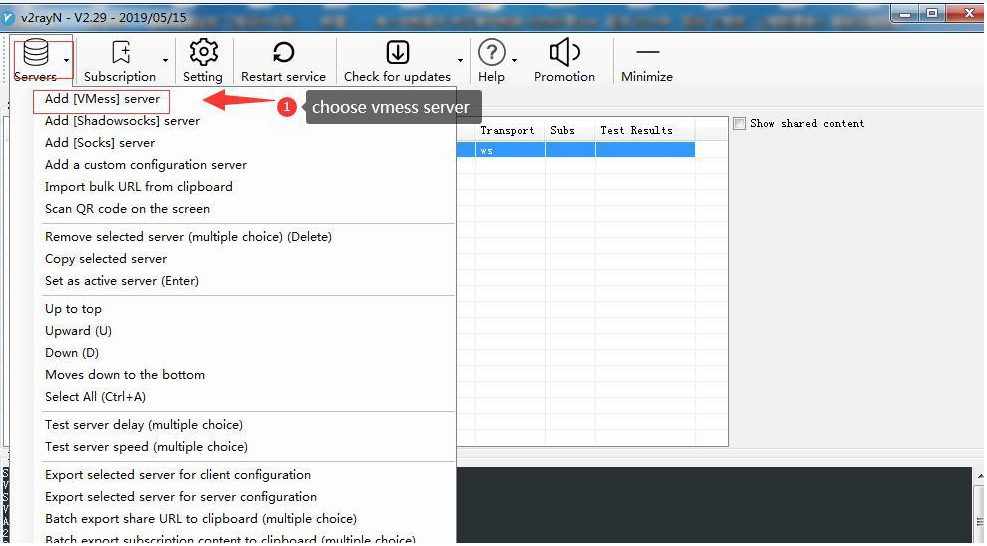 v2rayN - V2.29 - 2019/05/15
Servers Subscription Setting Restart service Check for updates Help Promotion Minimize
Add [VMess] server
1 choose vmess server
Add [Shadowsocks] server
Transport Subs Test Results
Show shared content
Add [Socks] server
ws
Add a custom configuration server
Import bulk URL from clipboard
Scan QR code on the screen
Remove selected server (multiple choice) (Delete)
Copy selected server
Set as active server (Enter)
Up to top
Upward (U)
Down (D)
Moves down to the bottom
Select All (Ctrl+A)
Test server delay (multiple choice)
Test server speed (multiple choice)
Export selected server for client configuration
Export selected server for server configuration
Batch export share URL to clipboard (multiple choice)
Batch export subscription content to clipboard (multiple choice)